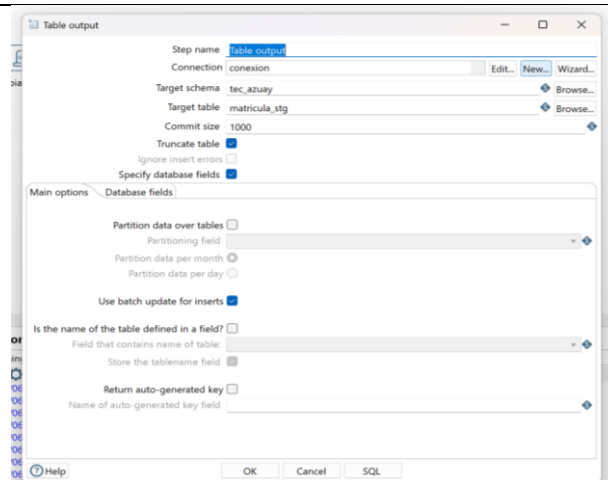 Table output
Step name Table output
Connection conexion Edit... New... Wizard...
Target schema tec_azuay Browse...
Target table matricula_stg Browse...
Commit size 1000
Truncate table
Ignore insert errors
Specify database fields
Main options Database fields
Partition data over tables
Partitioning field
Partition data per month
Partition data per day
Use batch update for inserts
Is the name of the table defined in a field?
Field that contains name of table:
Store the tablename field
Return auto-generated key
Name of auto-generated key field
Help OK Cancel SQL